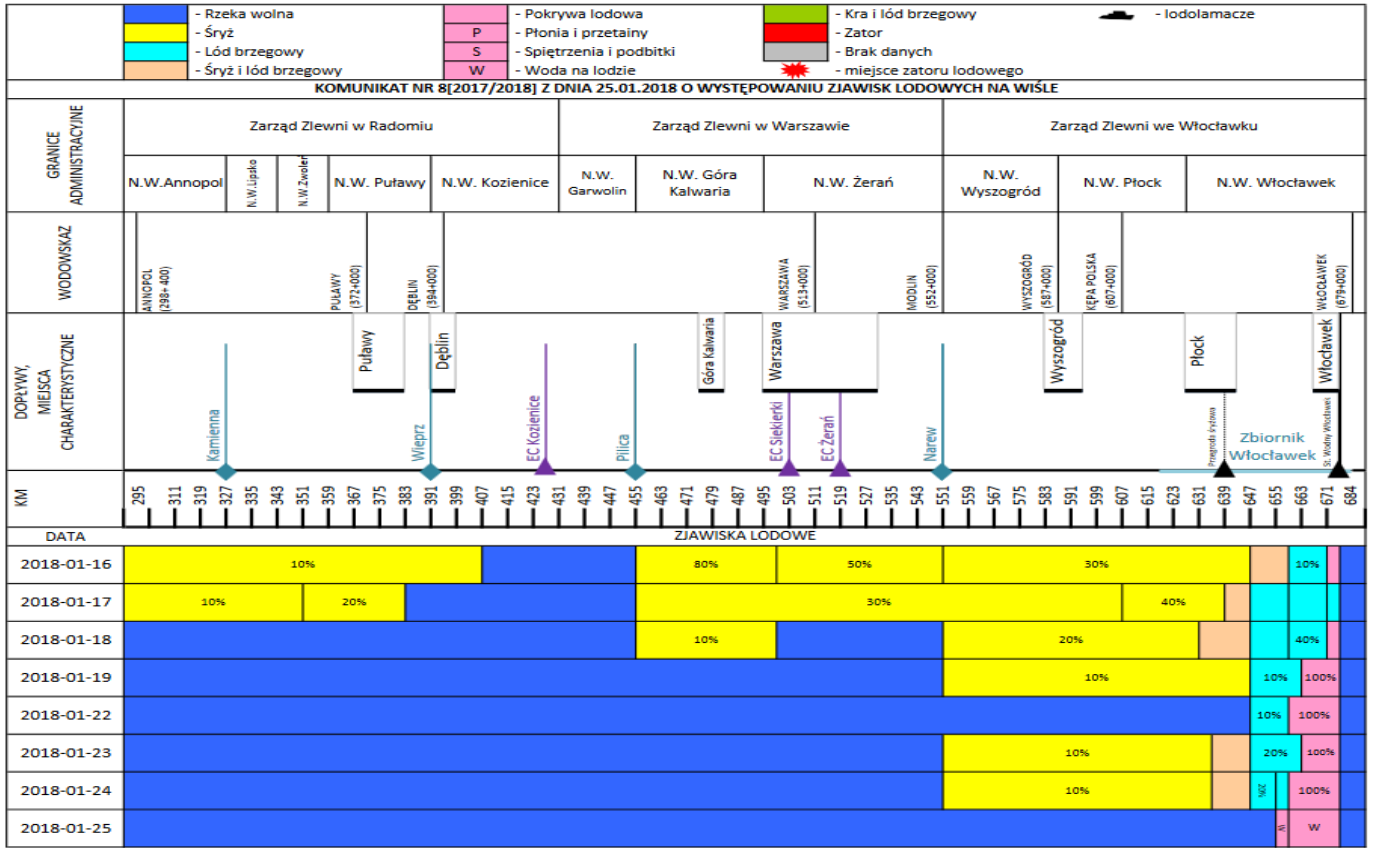 - Rzeka wolna
- Pokrywa lodowa
- Kra i lód brzegowy
- lodołamacze
- Śryż
P - Płonia i przetainy
- Zator
- Lód brzegowy
S - Spiętrzenia i podbitki
- Brak danych
- Śryż i lód brzegowy
W - Woda na lodzie
- miejsce zatoru lodowego
KOMUNIKAT NR 8[2017/2018] Z DNIA 25.01.2018 O WYSTĘPOWANIU ZJAWISK LODOWYCH NA WIŚLE
GRANICE
ADMINISTRACYJNE
Zarząd Zlewni w Radomiu
Zarząd Zlewni w Warszawie
Zarząd Zlewni we Włocławku
N.W.Annopol
N.W.Lipsko
N.W.Zwoleń
N.W. Puławy
N.W. Kozienice
N.W.
Garwolin
N.W. Góra
Kalwaria
N.W. Żerań
N.W.
Wyszogród
N.W. Płock
N.W. Włocławek
WODOWSKAZ
ANNOPOL
(298+ 400)
PUŁAWY
(372+000)
DĘBLIN
(394+000)
WARSZAWA
(513+000)
MODLIN
(552+000)
WYSZOGRÓD
(587+000)
KĘPA POLSKA
(607+000)
WŁOCŁAWEK
(679+000)
DOPŁYWY,
MIEJSCA
CHARAKTERYSTYCZNE
Kamienna
Puławy
Wieprz
Dęblin
EC Kozienice
Pilica
Góra Kalwaria
Warszawa
EC Siekierki
EC Żerań
Narew
Wyszogród
Płock
Przegroda śryżowa
Zbiornik
Włocławek
Włocławek
St. Wodny Włocławek
KM
295 311 319 327 335 343 351 359 367 375 383 391 399 407 415 423 431 439 447 455 463 471 479 487 495 503 511 519 527 535 543 551 559 567 575 583 591 599 607 615 623 631 639 647 655 663 671 684
DATA
ZJAWISKA LODOWE
2018-01-16 10% 80% 50% 30% 10%
2018-01-17 10% 20% 30% 40%
2018-01-18 10% 20% 40%
2018-01-19 10% 10% 100%
2018-01-22 10% 100%
2018-01-23 10% 20% 100%
2018-01-24 10% 20% 100%
2018-01-25 W W